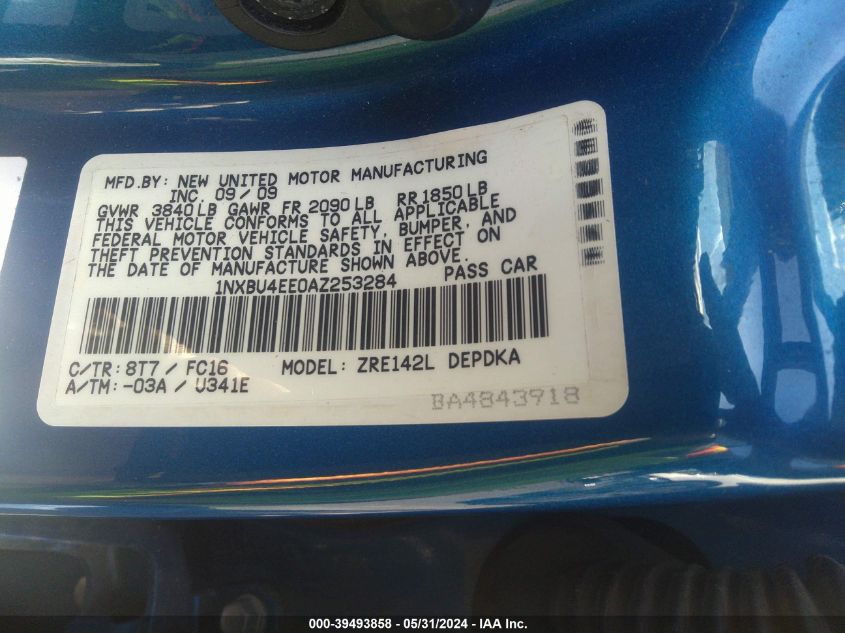 MFD.BY: NEW UNITED MOTOR MANUFACTURING
INC. 09/09
GVWR 3840LB GAWR FR 2090LB RR 1850LB
THIS VEHICLE CONFORMS TO ALL APPLICABLE
FEDERAL MOTOR VEHICLE SAFETY, BUMPER, AND
THEFT PREVENTION STANDARDS IN EFFECT ON
THE DATE OF MANUFACTURE SHOWN ABOVE.
1NXBU4EE0AZ253284 PASS CAR
C/TR: 8T7 / FC16 MODEL: ZRE142L DEPDKA
A/TM: -03A / U341E
BA4843918
000-39493858 - 05/31/2024 - IAA Inc.